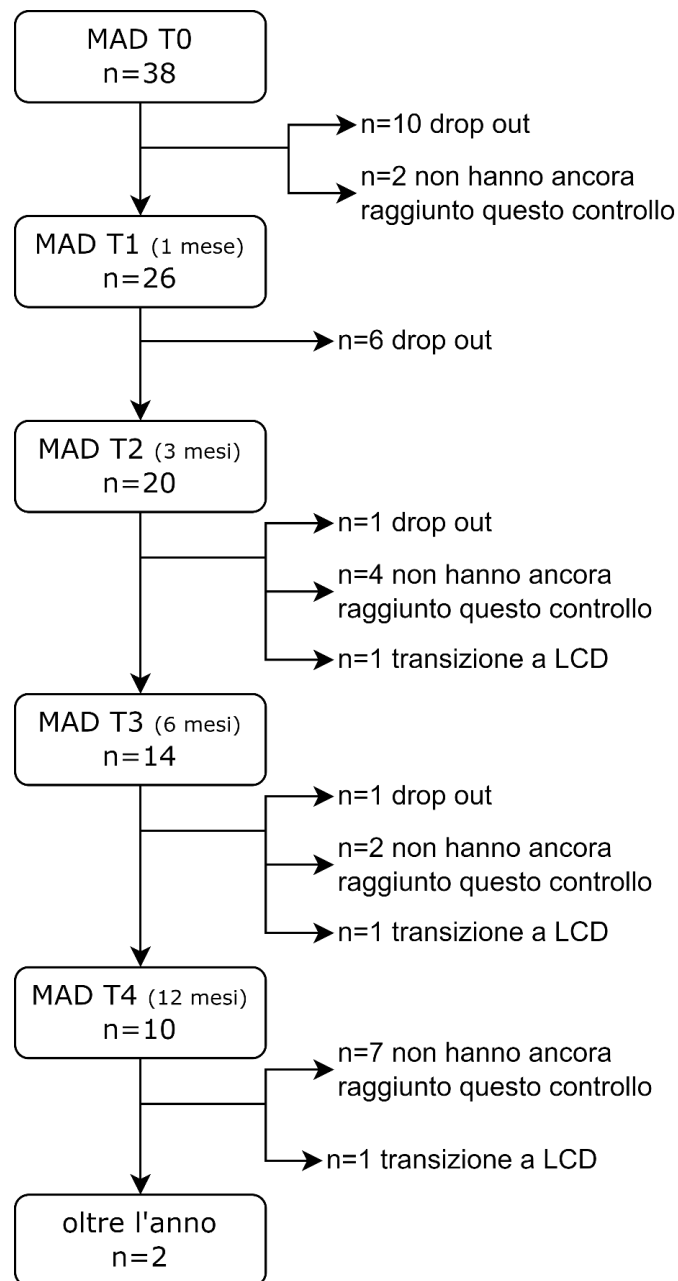 MAD T0
n=38
n=10 drop out
n=2 non hanno ancora
raggiunto questo controllo
MAD T1 (1 mese)
n=26
n=6 drop out
MAD T2 (3 mesi)
n=20
n=1 drop out
n=4 non hanno ancora
raggiunto questo controllo
n=1 transizione a LCD
MAD T3 (6 mesi)
n=14
n=1 drop out
n=2 non hanno ancora
raggiunto questo controllo
n=1 transizione a LCD
MAD T4 (12 mesi)
n=10
n=7 non hanno ancora
raggiunto questo controllo
n=1 transizione a LCD
oltre l'anno
n=2